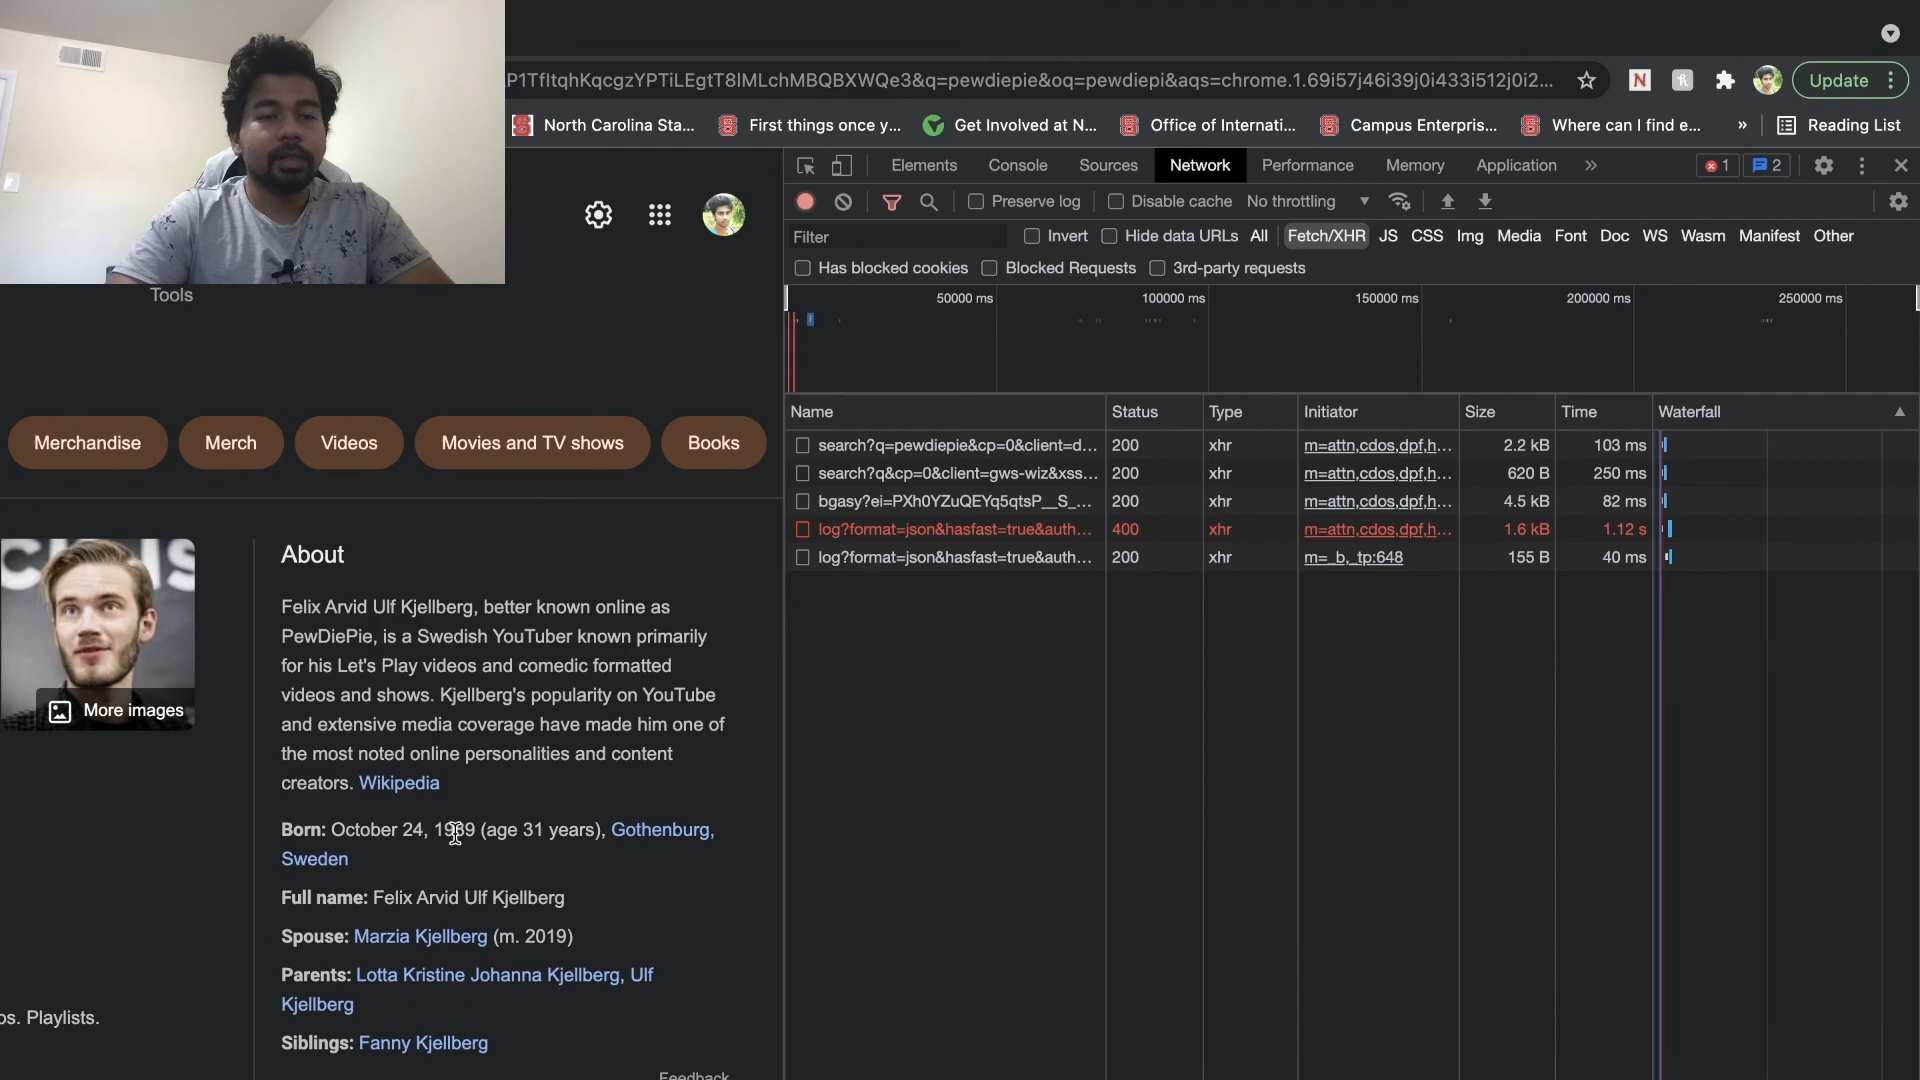 P1TfItqhKqcgzYPTiLEgtT8IMLchMBQBXWQe3&q=pewdiepie&oq=pewdiepi&aqs=chrome.1.69i57j46i39j0i433i512j0i2...
Update
North Carolina Sta...
First things once y...
Get Involved at N...
Office of Internati...
Campus Enterpris...
Where can I find e...
»
Reading List
Elements
Console
Sources
Network
Performance
Memory
Application
»
1
2
Preserve log
Disable cache
No throttling
Filter
Invert
Hide data URLs
All
Fetch/XHR
JS
CSS
Img
Media
Font
Doc
WS
Wasm
Manifest
Other
Has blocked cookies
Blocked Requests
3rd-party requests
50000 ms
100000 ms
150000 ms
200000 ms
250000 ms
Name Status Type Initiator Size Time Waterfall
search?q=pewdiepie&cp=0&client=d... 200 xhr m=attn,cdos,dpf,h... 2.2 kB 103 ms
search?q&cp=0&client=gws-wiz&xss... 200 xhr m=attn,cdos,dpf,h... 620 B 250 ms
bgasy?ei=PXh0YZuQEYq5qtsP__S_... 200 xhr m=attn,cdos,dpf,h... 4.5 kB 82 ms
log?format=json&hasfast=true&auth... 400 xhr m=attn,cdos,dpf,h... 1.6 kB 1.12 s
log?format=json&hasfast=true&auth... 200 xhr m=_b,_tp:648 155 B 40 ms
Tools
Merchandise
Merch
Videos
Movies and TV shows
Books
More images
About
Felix Arvid Ulf Kjellberg, better known online as
PewDiePie, is a Swedish YouTuber known primarily
for his Let's Play videos and comedic formatted
videos and shows. Kjellberg's popularity on YouTube
and extensive media coverage have made him one of
the most noted online personalities and content
creators. Wikipedia
Born: October 24, 1989 (age 31 years), Gothenburg,
Sweden
Full name: Felix Arvid Ulf Kjellberg
Spouse: Marzia Kjellberg (m. 2019)
Parents: Lotta Kristine Johanna Kjellberg, Ulf
Kjellberg
Siblings: Fanny Kjellberg
os. Playlists.
Feedback